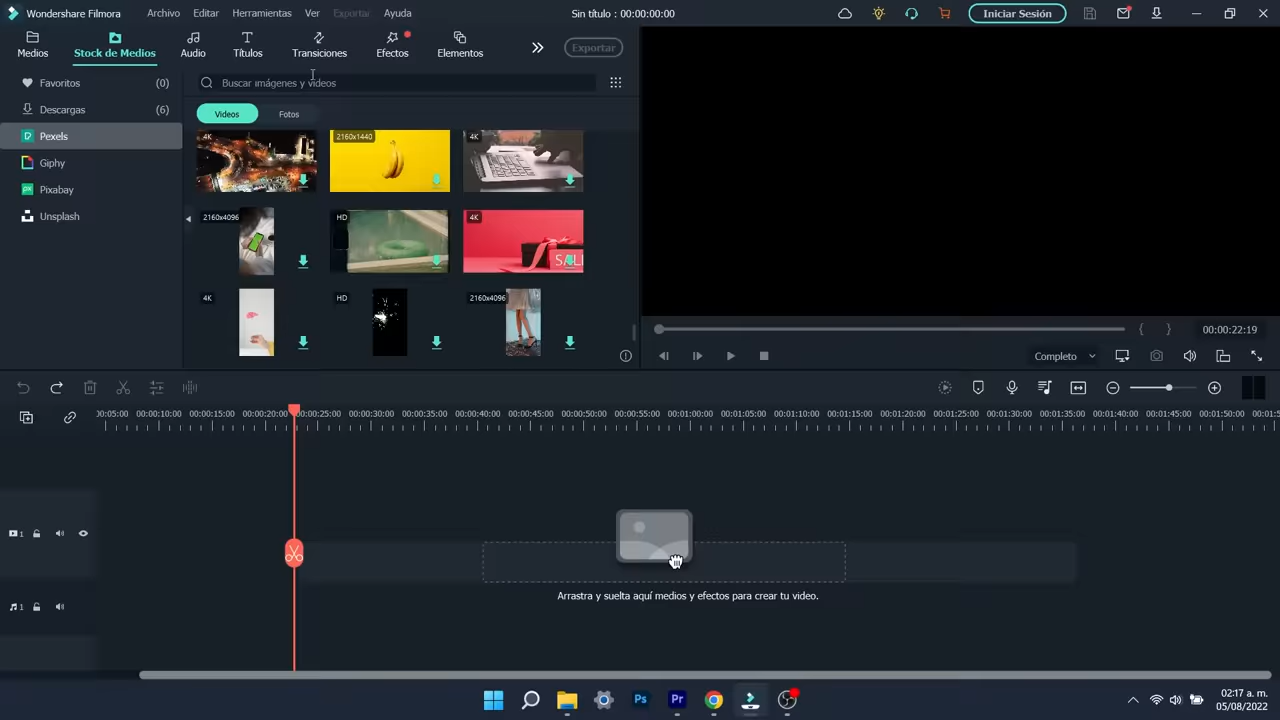 Wondershare Filmora
Archivo Editar Herramientas Ver Exportar Ayuda
Sin título : 00:00:00:00
Iniciar Sesión
Medios Stock de Medios Audio Títulos Transiciones Efectos Elementos
Exportar
Favoritos (0)
Descargas (6)
Pexels
Giphy
Pixabay
Unsplash
Buscar imágenes y videos
Videos Fotos
4K 2160x1440 4K
2160x4096 HD 4K
SALE
4K HD 2160x4096
00:00:22:19
Completo
00:05:00 00:00:10:00 00:00:15:00 00:00:20:00 00:00:25:00 00:00:30:00 00:00:35:00 00:00:40:00 00:00:45:00 00:00:50:00 00:00:55:00 00:01:00:00 00:01:05:00 00:01:10:00 00:01:15:00 00:01:20:00 00:01:25:00 00:01:30:00 00:01:35:00 00:01:40:00 00:01:45:00 00:01:50:00
1
Arrastra y suelta aquí medios y efectos para crear tu video.
1
Ps Pr
02:17 a. m.
05/08/2022